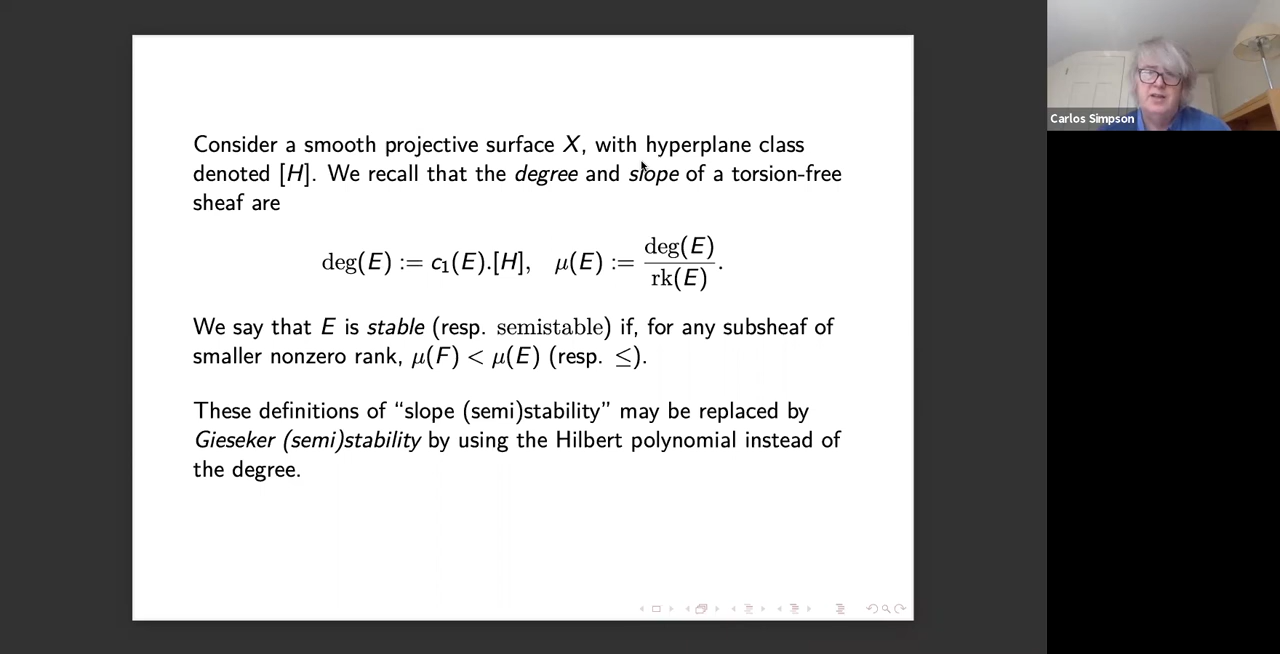 Consider a smooth projective surface X, with hyperplane class
denoted [H]. We recall that the degree and slope of a torsion-free
sheaf are
deg(E) := c₁(E).[H], μ(E) := deg(E)/rk(E).
We say that E is stable (resp. semistable) if, for any subsheaf of
smaller nonzero rank, μ(F) < μ(E) (resp. ≤).
These definitions of “slope (semi)stability” may be replaced by
Gieseker (semi)stability by using the Hilbert polynomial instead of
the degree.
Carlos Simpson